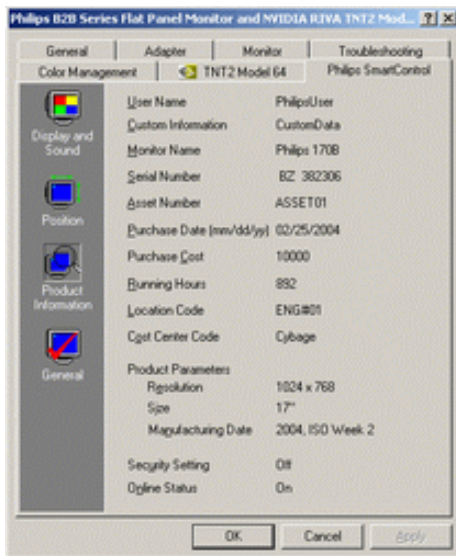 Philips B2B Series Flat Panel Monitor and NVIDIA RIVA TNT2 Mod... ? X
General Adapter Monitor Troubleshooting
Color Management TNT2 Model 64 Philips SmartControl
Display and Sound
Position
Product Information
General
User Name PhilipsUser
Custom Information CustomData
Monitor Name Philips 170B
Serial Number BZ 382306
Asset Number ASSET01
Purchase Date (mm/dd/yy) 02/25/2004
Purchase Cost 10000
Running Hours 892
Location Code ENG#01
Cost Center Code Cybage
Product Parameters
Resolution 1024 x 768
Size 17"
Manufacturing Date 2004, ISO Week 2
Security Setting Off
Online Status On
OK Cancel Apply